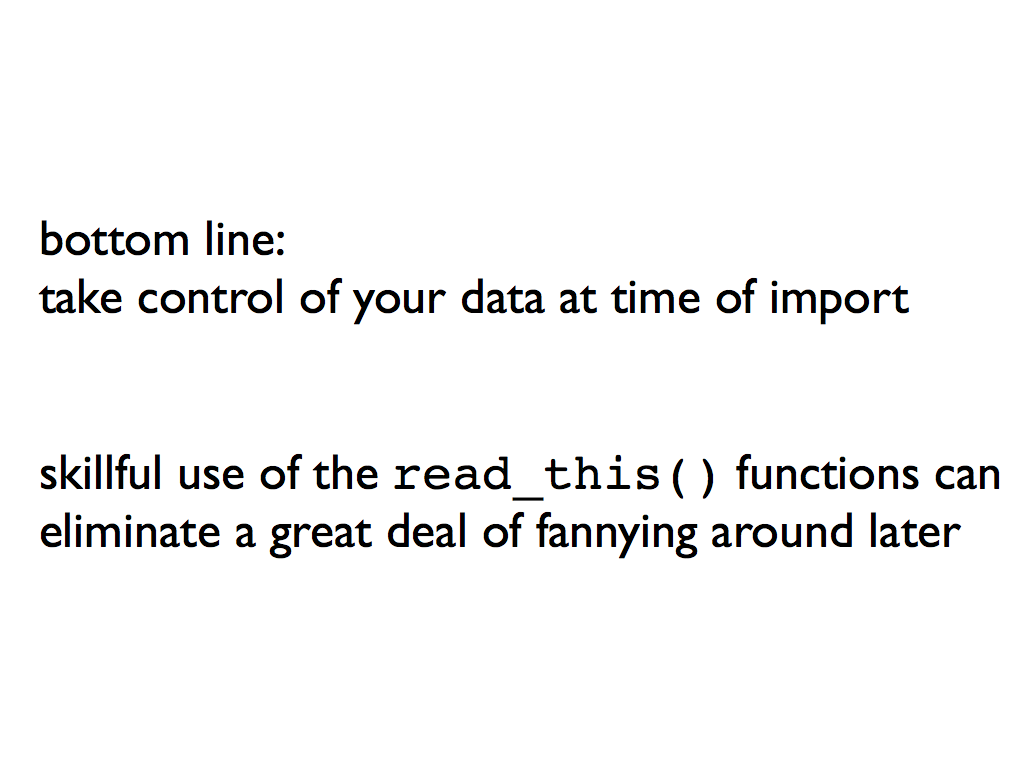 bottom line:
take control of your data at time of import
skillful use of the read_this() functions can
eliminate a great deal of fannying around later